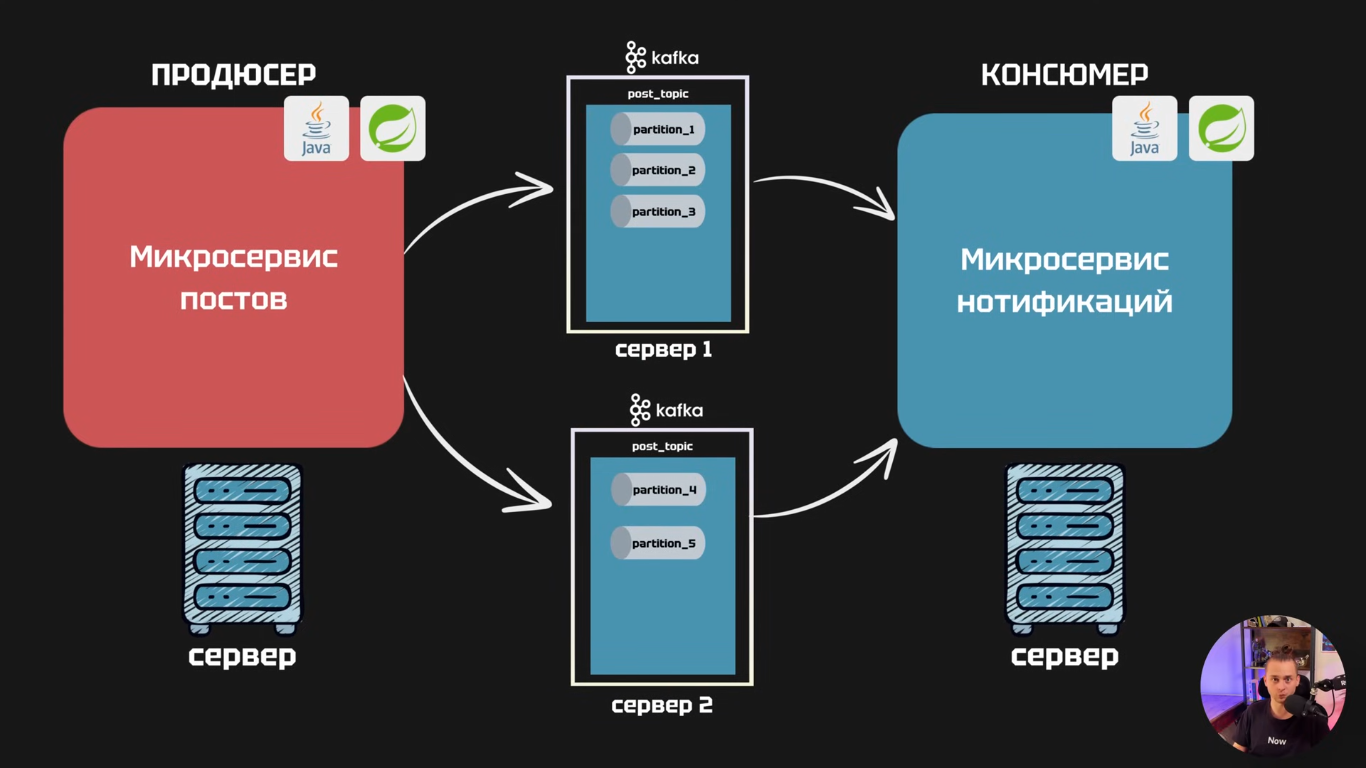 ПРОДЮСЕР
Java
Микросервис
постов
сервер
kafka
post_topic
partition_1
partition_2
partition_3
сервер 1
kafka
post_topic
partition_4
partition_5
сервер 2
КОНСЮМЕР
Java
Микросервис
нотификаций
сервер
Now